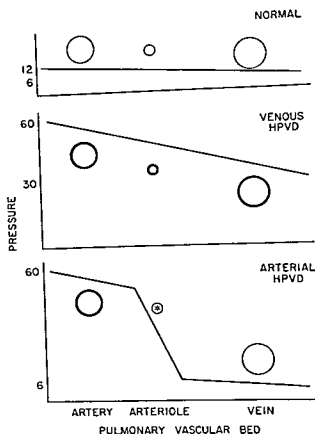 NORMAL
12
6
60
VENOUS
HPVD
30
PRESSURE
ARTERIAL
HPVD
60
*
6
ARTERY ARTERIOLE VEIN
PULMONARY VASCULAR BED